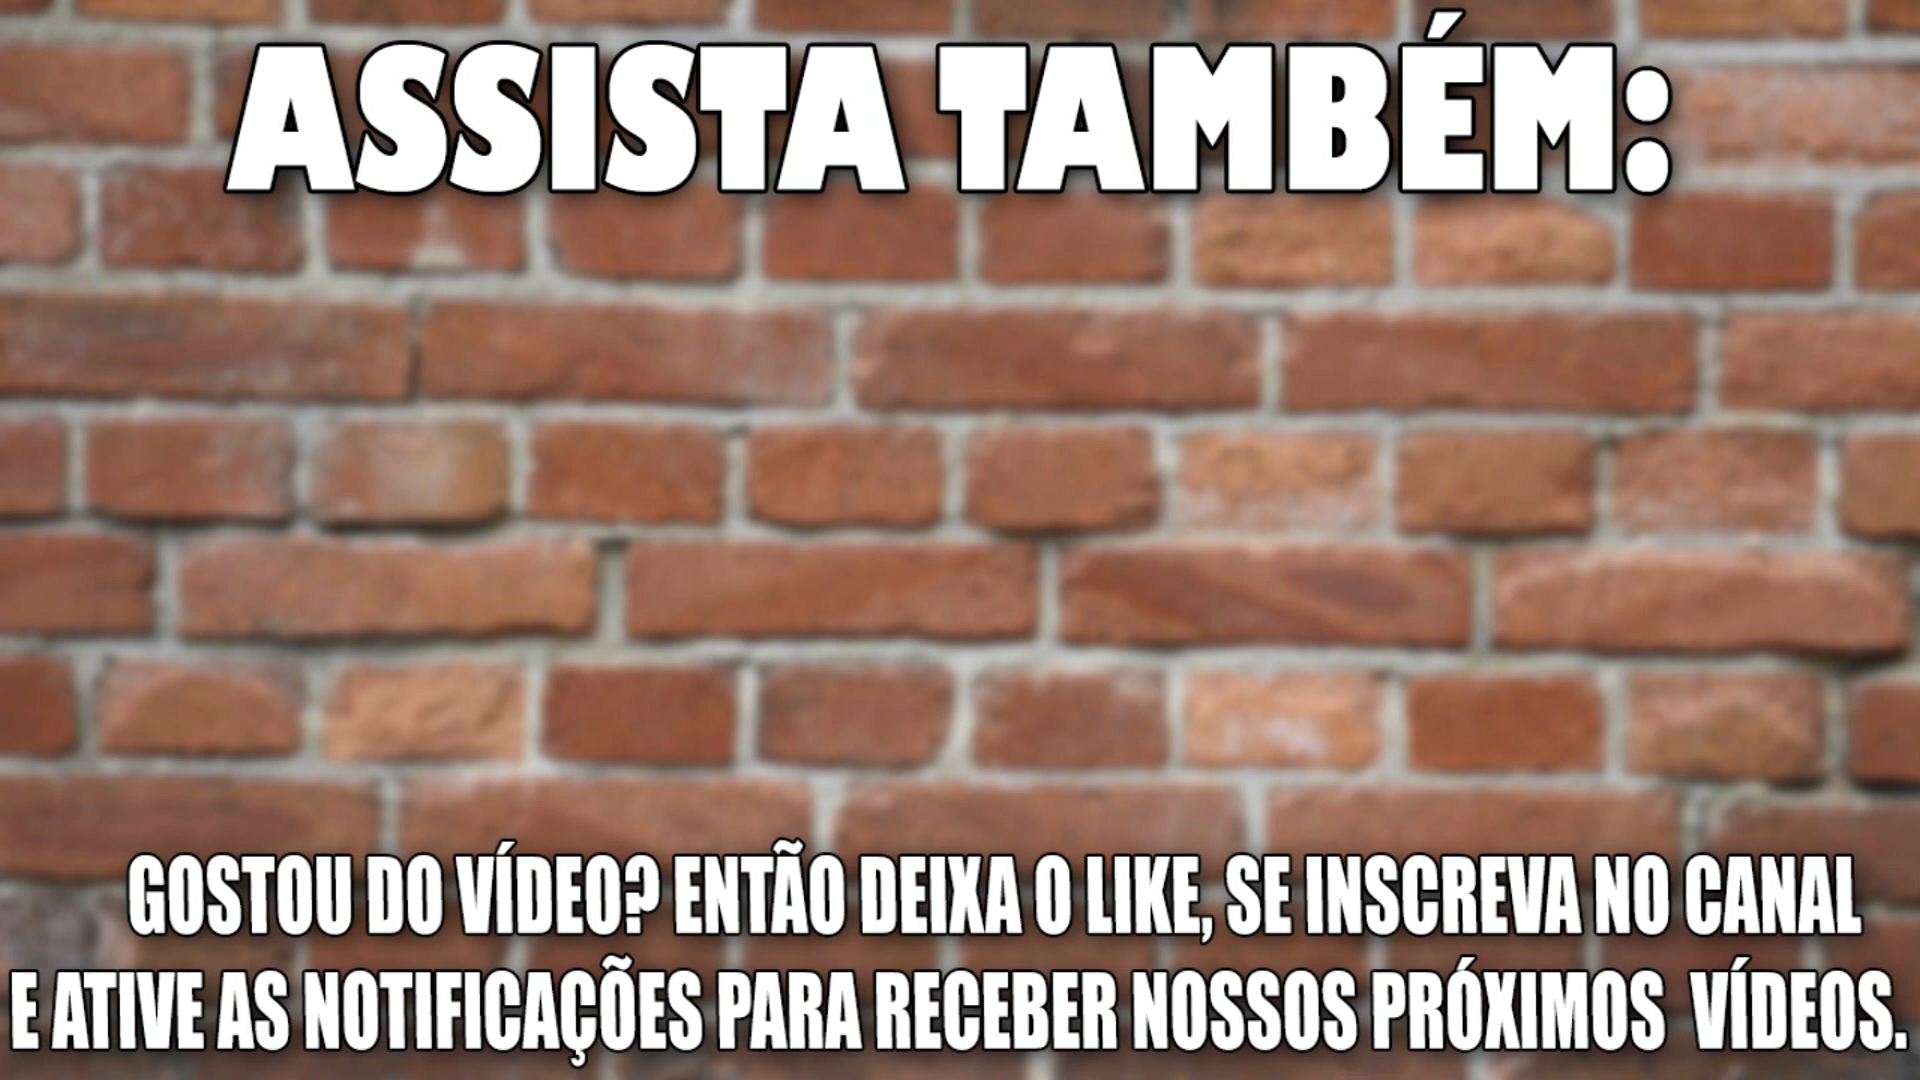 ASSISTA TAMBÉM:
GOSTOU DO VÍDEO? ENTÃO DEIXA O LIKE, SE INSCREVA NO CANAL
E ATIVE AS NOTIFICAÇÕES PARA RECEBER NOSSOS PRÓXIMOS VÍDEOS.